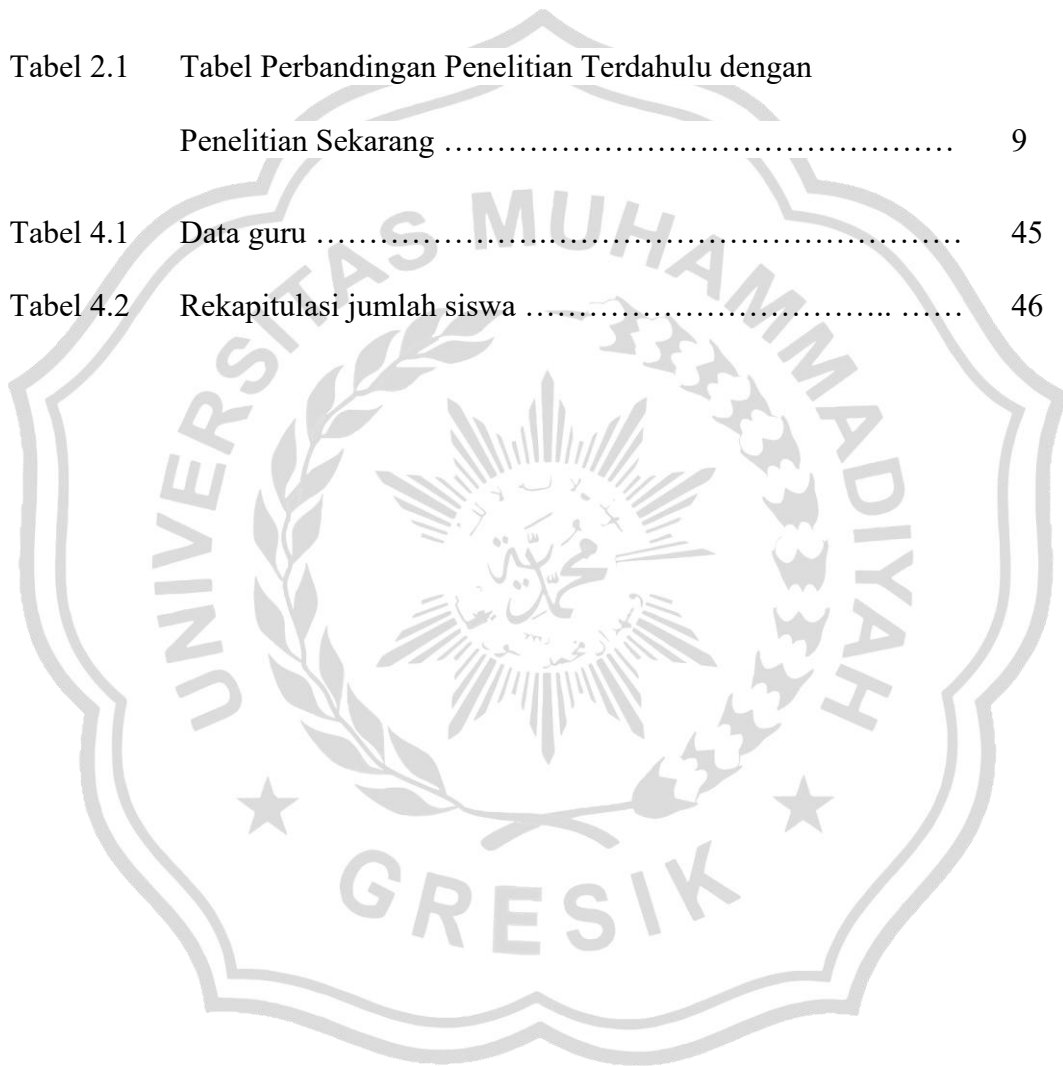 Tabel 2.1 Tabel Perbandingan Penelitian Terdahulu dengan
Penelitian Sekarang ………………………………………… 9
Tabel 4.1 Data guru ………………….………………………………… 45
Tabel 4.2 Rekapitulasi jumlah siswa …………………………….. …… 46
UNIVERSITAS MUHAMMADIYAH
GRESIK